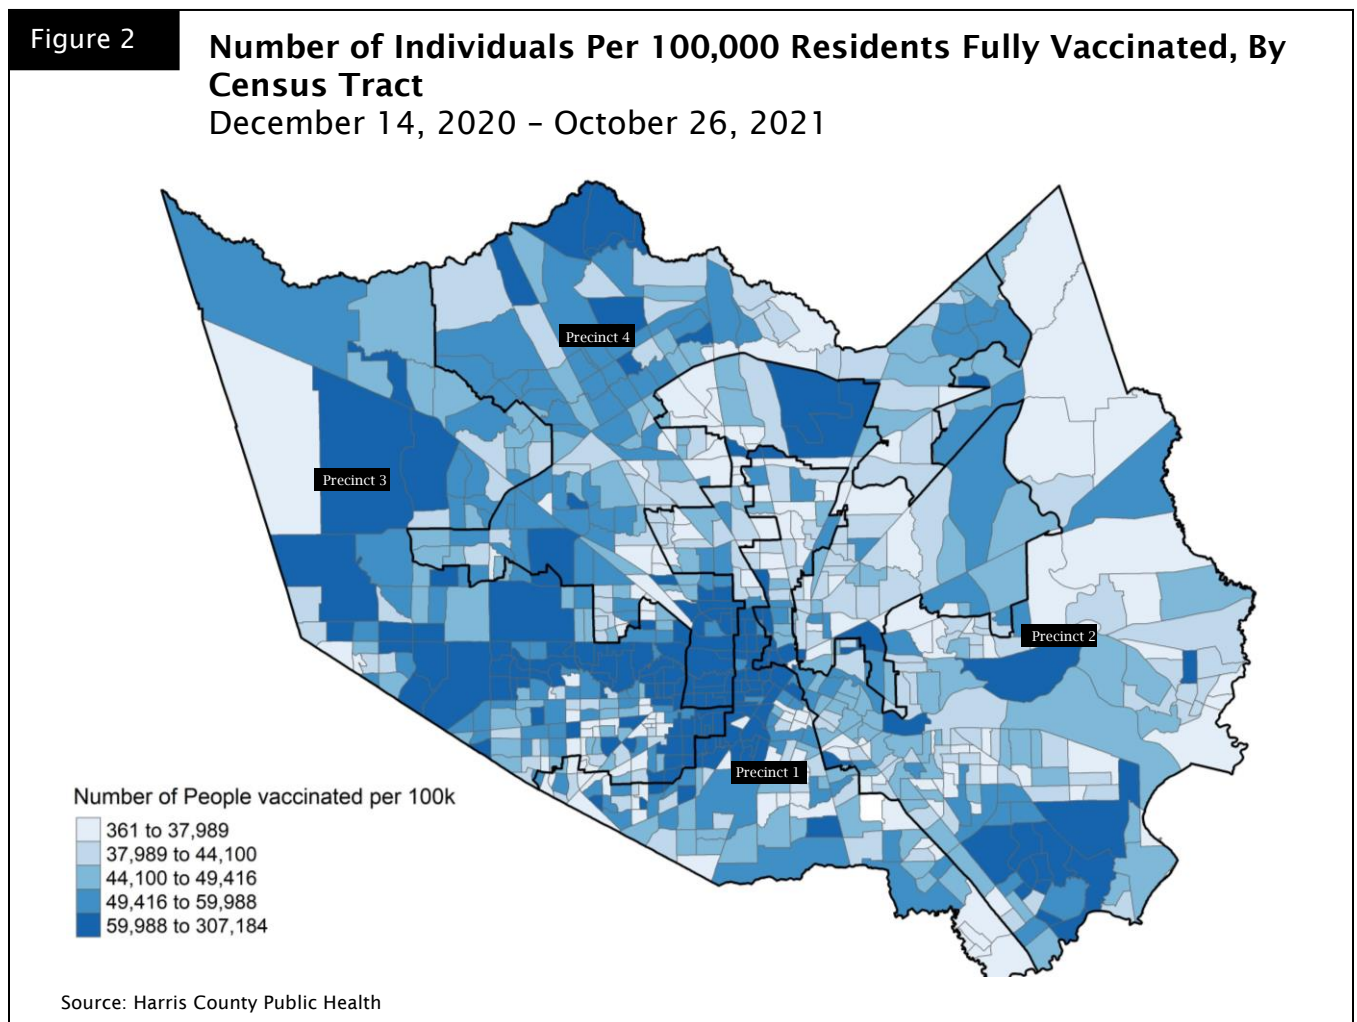 Figure 2
Number of Individuals Per 100,000 Residents Fully Vaccinated, By
Census Tract
December 14, 2020 – October 26, 2021
Precinct 4
Precinct 3
Precinct 2
Precinct 1
Number of People vaccinated per 100k
361 to 37,989
37,989 to 44,100
44,100 to 49,416
49,416 to 59,988
59,988 to 307,184
Source: Harris County Public Health